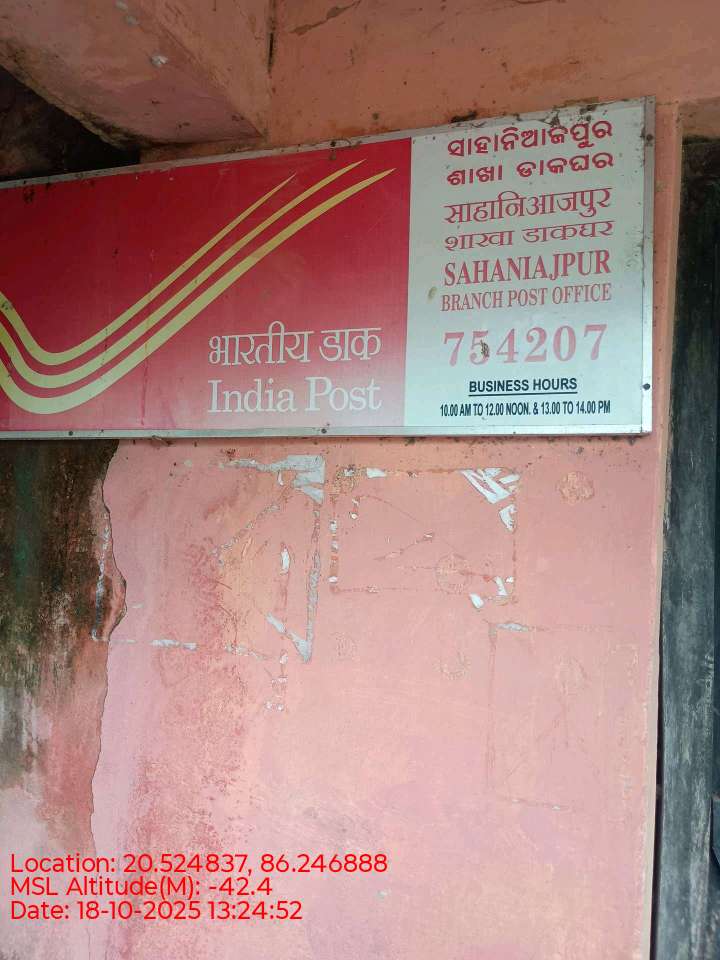 ସାହାନିଆଜପୁର
ଶାଖା ଡାକଘର
साहानिआजपुर
शाखा डाकघर
SAHANIAJPUR
BRANCH POST OFFICE
754207
BUSINESS HOURS
10.00 AM TO 12.00 NOON. & 13.00 TO 14.00 PM
भारतीय डाक
India Post
Location: 20.524837, 86.246888
MSL Altitude(M): -42.4
Date: 18-10-2025 13:24:52